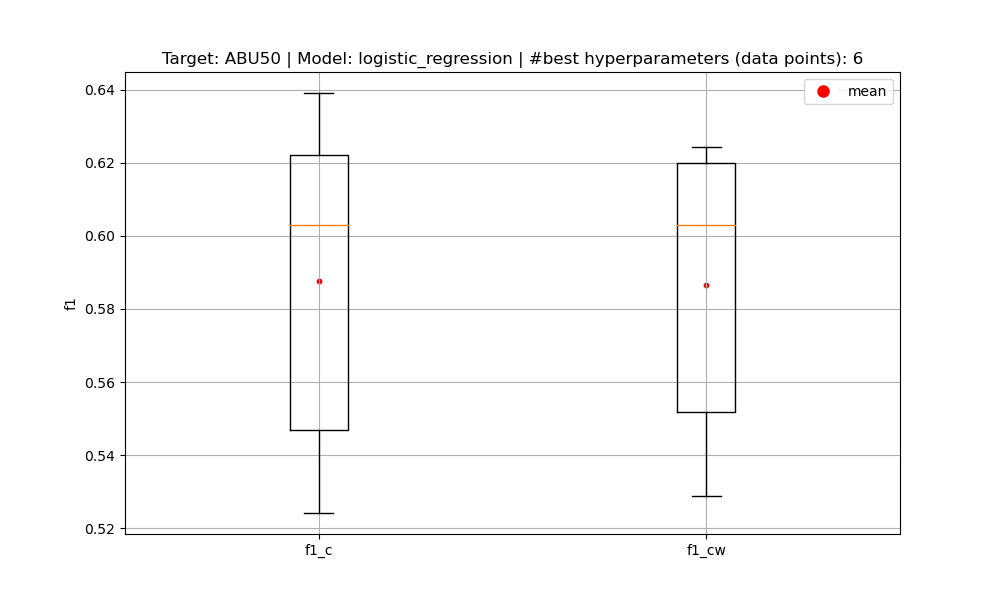 Target: ABU50 | Model: logistic_regression | #best hyperparameters (data points): 6
mean
f1
0.64
0.62
0.60
0.58
0.56
0.54
0.52
f1_c
f1_cw